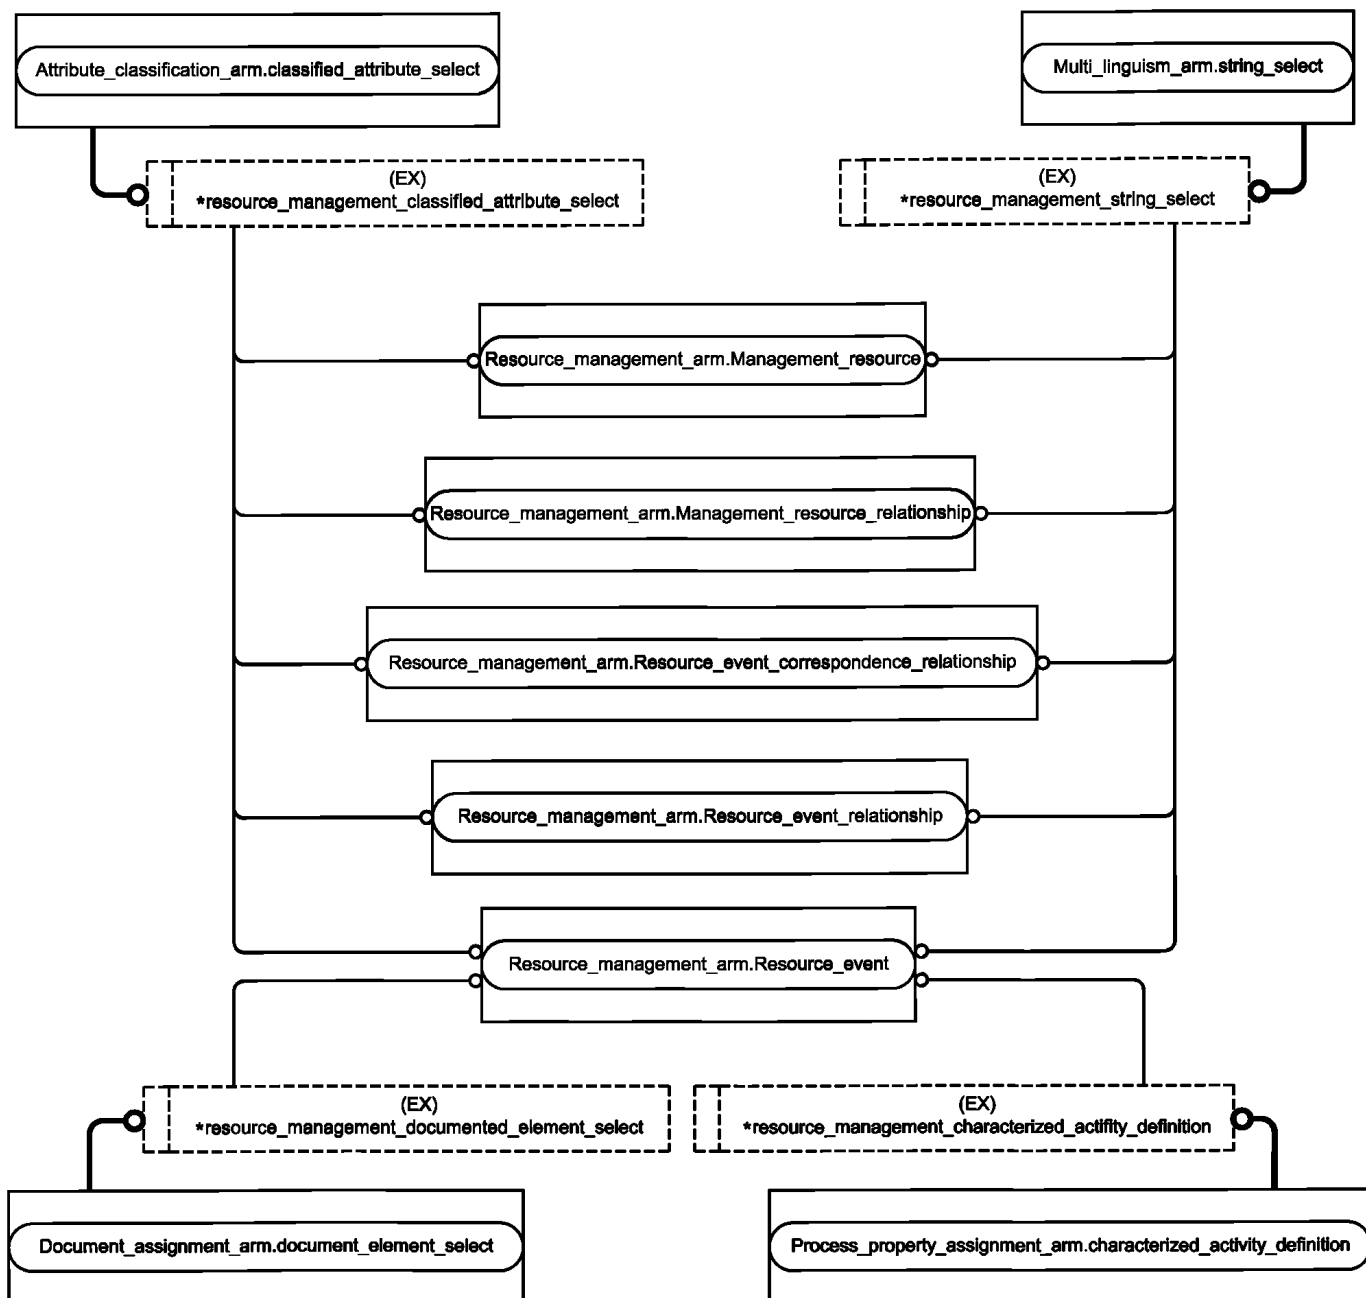 Attribute_classification_arm.classified_attribute_select
Multi_linguism_arm.string_select
(EX)
*resource_management_classified_attribute_select
(EX)
*resource_management_string_select
Resource_management_arm.Management_resource
Resource_management_arm.Management_resource_relationship
Resource_management_arm.Resource_event_correspondence_relationship
Resource_management_arm.Resource_event_relationship
Resource_management_arm.Resource_event
(EX)
*resource_management_documented_element_select
(EX)
*resource_management_characterized_actifity_definition
Document_assignment_arm.document_element_select
Process_property_assignment_arm.characterized_activity_definition